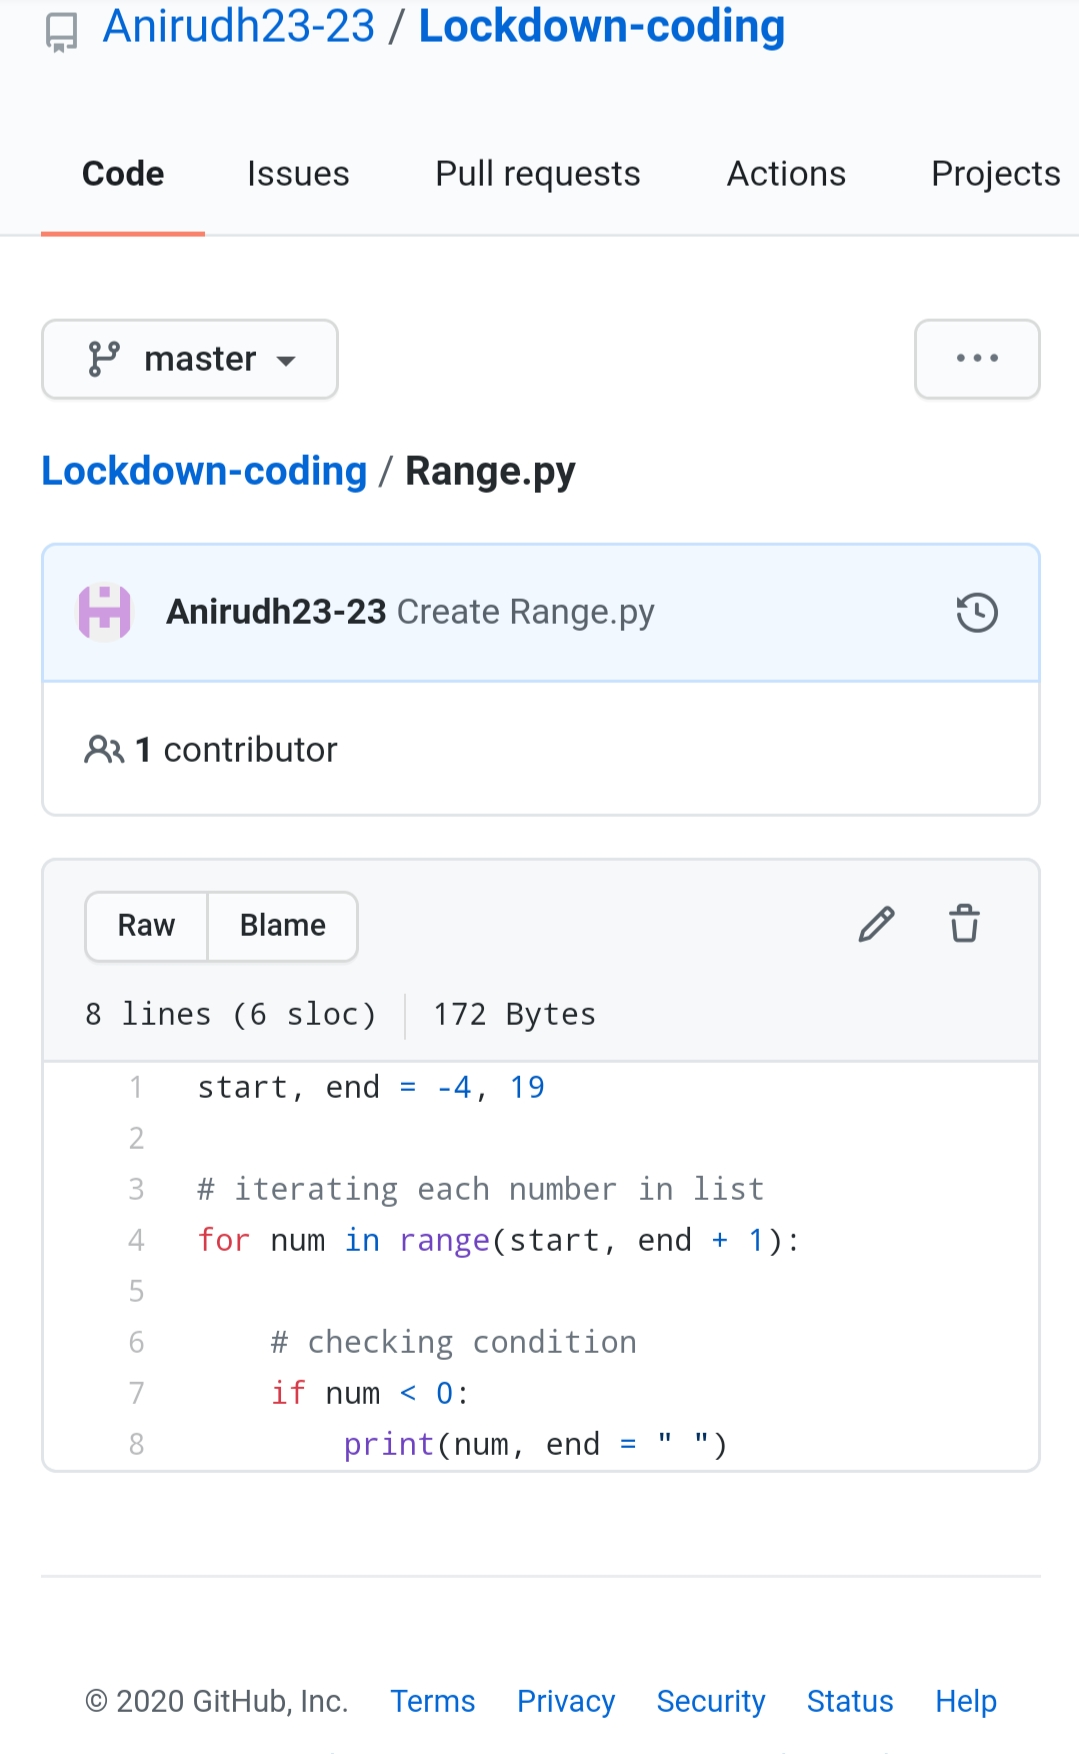 Anirudh23-23 / Lockdown-coding
Code Issues Pull requests Actions Projects
master
Lockdown-coding / Range.py
Anirudh23-23 Create Range.py
1 contributor
Raw Blame
8 lines (6 sloc) 172 Bytes
1 start, end = -4, 19
2
3 # iterating each number in list
4 for num in range(start, end + 1):
5
6     # checking condition
7     if num < 0:
8         print(num, end = " ")
© 2020 GitHub, Inc. Terms Privacy Security Status Help